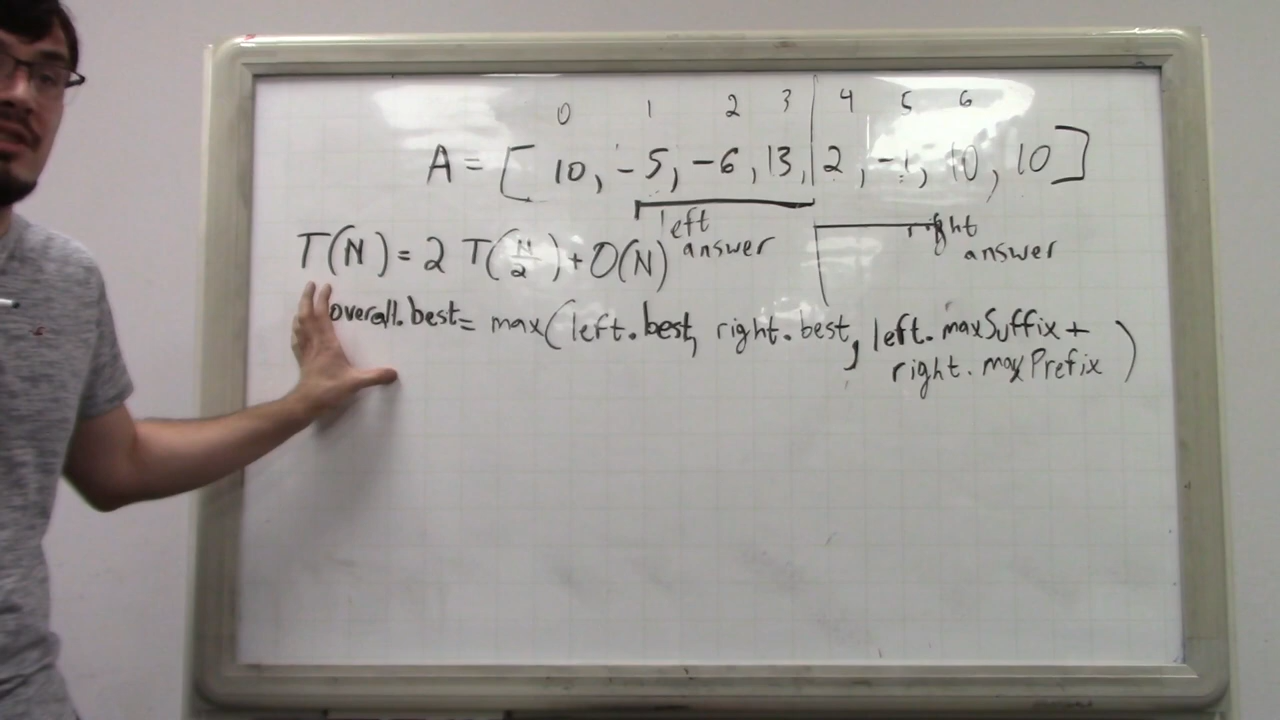 0 1 2 3 4 5 6
A = [ 10, -5, -6, 13, 2, -1, 10, 10 ]
left answer
right answer
T(N) = 2 T(N/2) + O(N)
overall.best = max(left.best, right.best, left.maxSuffix +
right.maxPrefix)